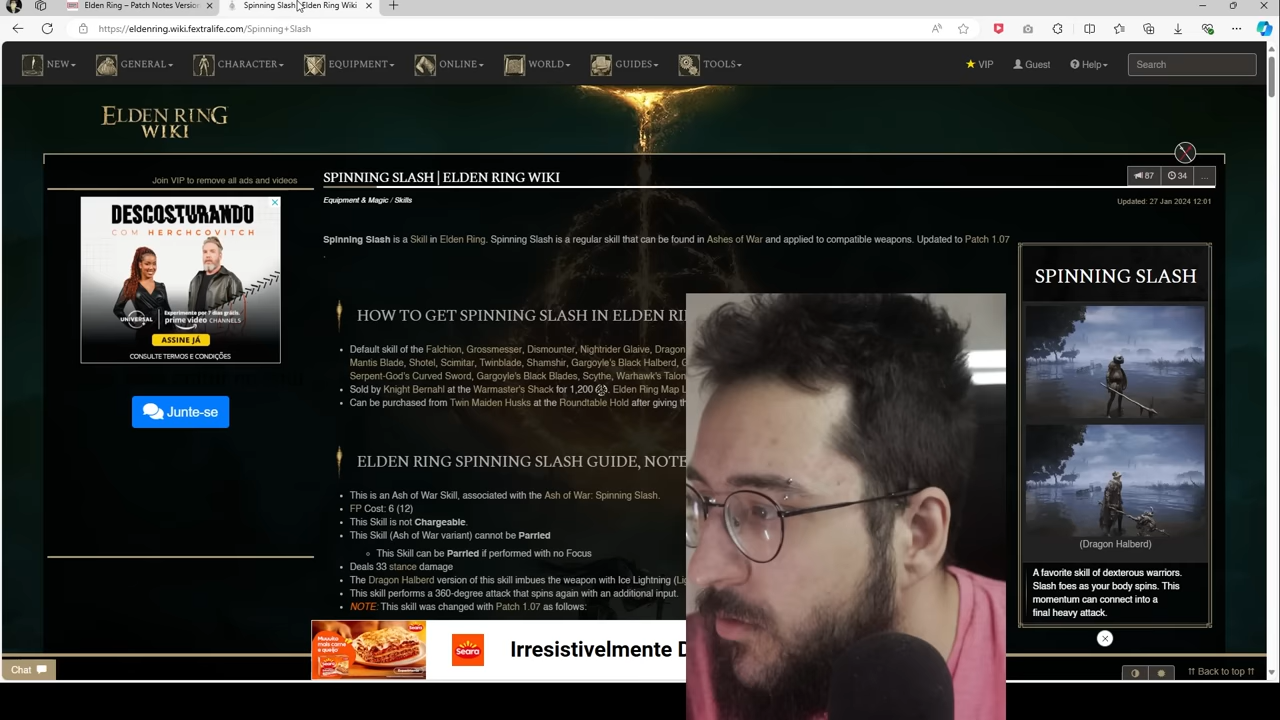 Elden Ring – Patch Notes Version
Spinning Slash | Elden Ring Wiki
https://eldenring.wiki.fextralife.com/Spinning+Slash
NEW
GENERAL
CHARACTER
EQUIPMENT
ONLINE
WORLD
GUIDES
TOOLS
VIP
Guest
Help
Search
ELDEN RING
WIKI
Join VIP to remove all ads and videos
DESCOSTURANDO
COM HERCHCOVITCH
UNIVERSAL
Experimente por 7 dias grátis.
prime video CHANNELS
ASSINE JÁ
CONSULTE TERMOS E CONDIÇÕES
Junte-se
SPINNING SLASH | ELDEN RING WIKI
87
34
...
Equipment & Magic / Skills
Updated: 27 Jan 2024 12:01
Spinning Slash is a Skill in Elden Ring. Spinning Slash is a regular skill that can be found in Ashes of War and applied to compatible weapons. Updated to Patch 1.07
.
HOW TO GET SPINNING SLASH IN ELDEN
Default skill of the Falchion, Grossmesser, Dismounter, Nightrider Glaive, Dragon
Mantis Blade, Shotel, Scimitar, Twinblade, Shamshir, Gargoyle's Black Halberd,
Serpent-God's Curved Sword, Gargoyle's Black Blades, Scythe, Warhawk's Talon
Sold by Knight Bernahl at the Warmaster's Shack for 1,200 Elden Ring Map
Can be purchased from Twin Maiden Husks at the Roundtable Hold after giving
ELDEN RING SPINNING SLASH GUIDE,
This is an Ash of War Skill, associated with the Ash of War: Spinning Slash.
FP Cost: 6 (12)
This Skill is not Chargeable.
This Skill (Ash of War variant) cannot be Parried
This Skill can be Parried if performed with no Focus
Deals 33 stance damage
The Dragon Halberd version of this skill imbues the weapon with Ice Lightning
This skill performs a 360-degree attack that spins again with an additional input.
NOTE: This skill was changed with Patch 1.07 as follows:
SPINNING SLASH
(Dragon Halberd)
A favorite skill of dexterous warriors.
Slash foes as your body spins. This
momentum can connect into a
final heavy attack.
Seara
Irresistivelmente
Chat
Back to top